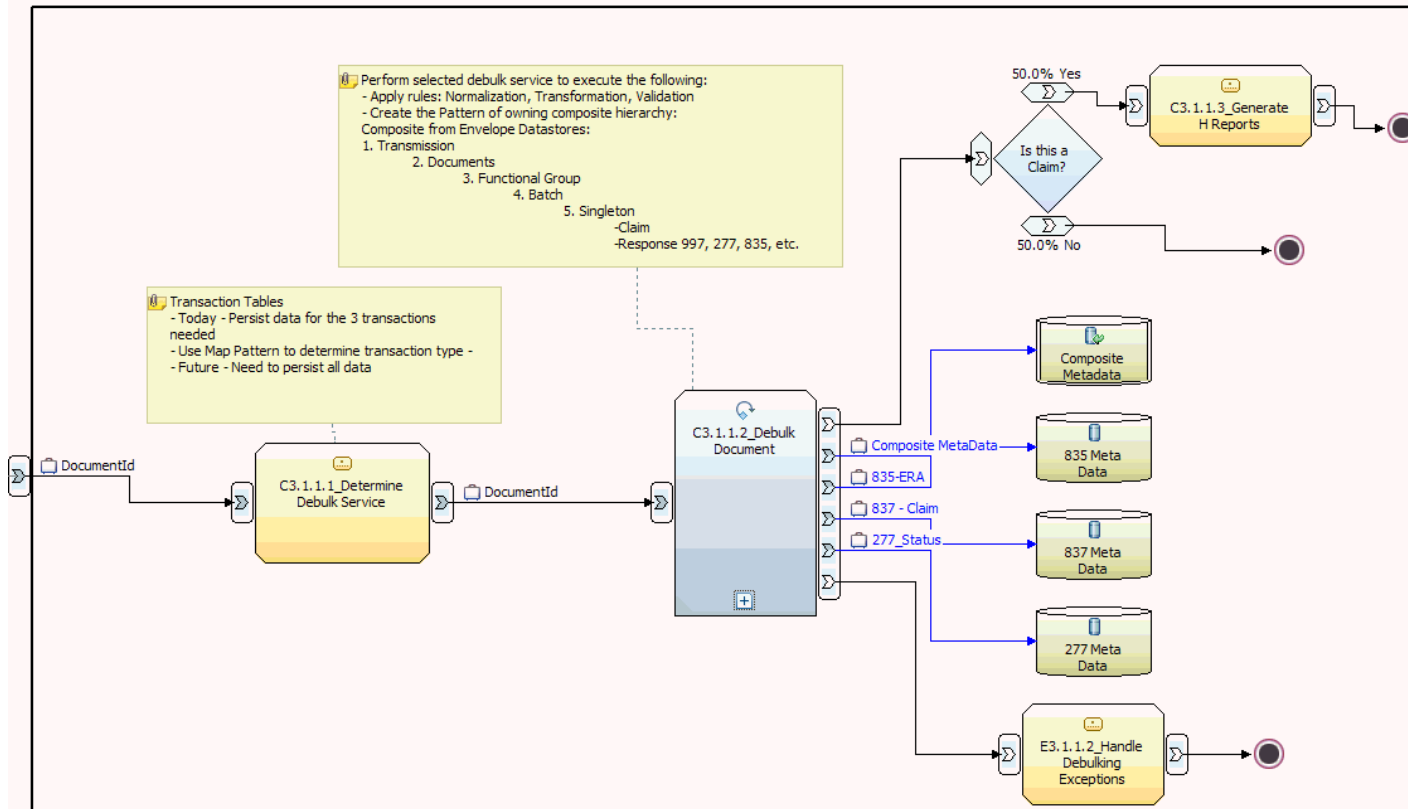 Perform selected debulk service to execute the following:
- Apply rules: Normalization, Transformation, Validation
- Create the Pattern of owning composite hierarchy:
Composite from Envelope Datastores:
1. Transmission
2. Documents
3. Functional Group
4. Batch
5. Singleton
-Claim
-Response 997, 277, 835, etc.
50.0% Yes
C3.1.1.3_Generate
H Reports
Is this a
Claim?
50.0% No
Transaction Tables
- Today - Persist data for the 3 transactions
needed
- Use Map Pattern to determine transaction type -
- Future - Need to persist all data
Composite
Metadata
DocumentId
C3.1.1.1_Determine
Debulk Service
DocumentId
C3.1.1.2_Debulk
Document
Composite MetaData
835-ERA
837 - Claim
277_Status
835 Meta
Data
837 Meta
Data
277 Meta
Data
E3.1.1.2_Handle
Debulking
Exceptions